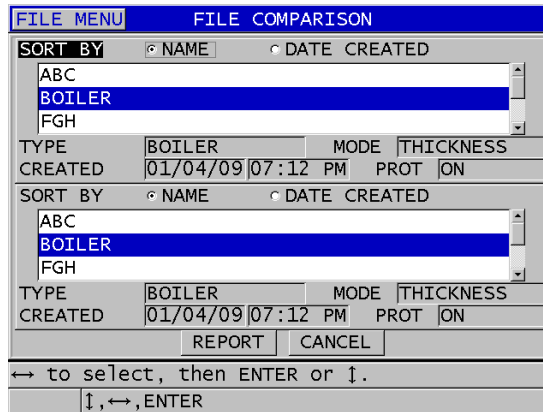 FILE MENU FILE COMPARISON
SORT BY NAME DATE CREATED
ABC
BOILER
FGH
TYPE BOILER MODE THICKNESS
CREATED 01/04/09 07:12 PM PROT ON
SORT BY NAME DATE CREATED
ABC
BOILER
FGH
TYPE BOILER MODE THICKNESS
CREATED 01/04/09 07:12 PM PROT ON
REPORT CANCEL
↔ to select, then ENTER or ↕.
↕,↔,ENTER